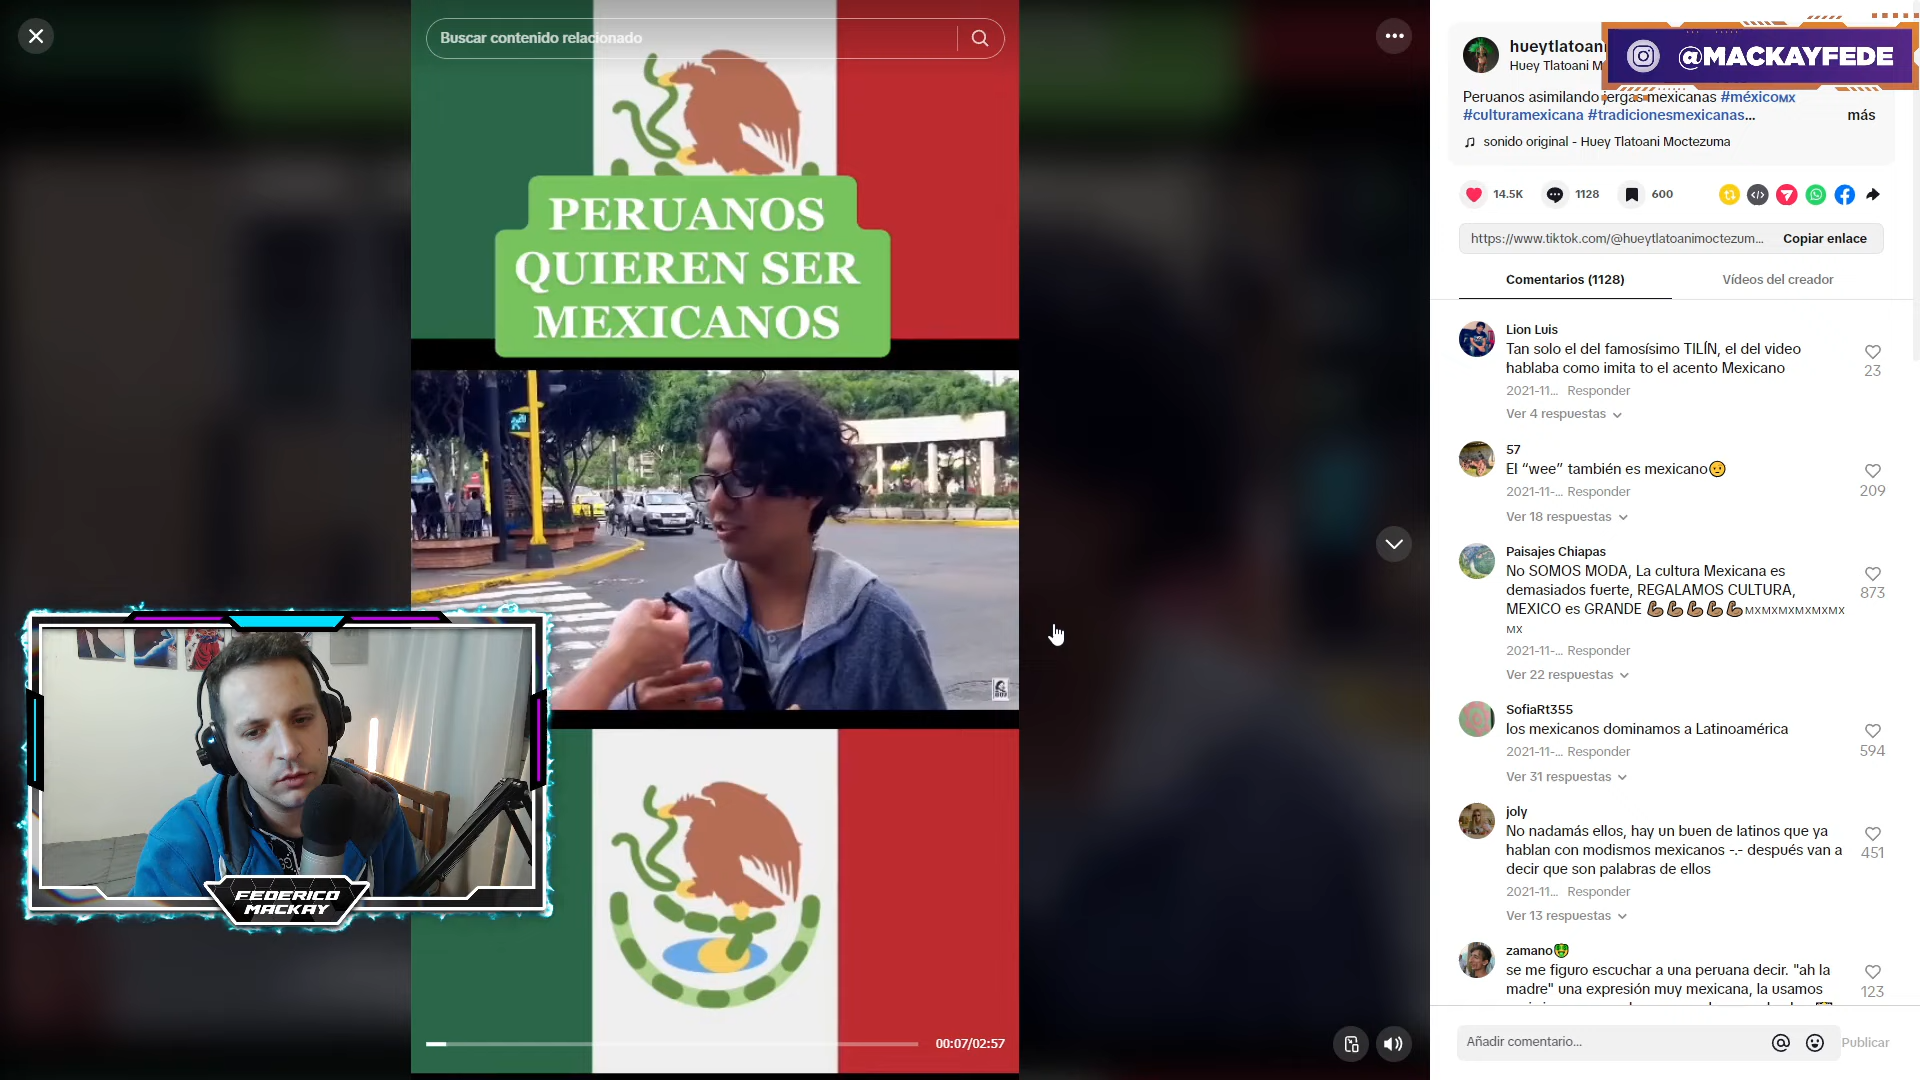 Buscar contenido relacionado
PERUANOS
QUIEREN SER
MEXICANOS
00:07/02:57
FEDERICO
MACKAY
@MACKAYFEDE
hueytlatoani
Huey Tlatoani M
Peruanos asimilando jergas mexicanas #méxicoMX
#culturamexicana #tradicionesmexicanas...
más
sonido original - Huey Tlatoani Moctezuma
14.5K
1128
600
https://www.tiktok.com/@hueytlatoanimoctezum...
Copiar enlace
Comentarios (1128)
Vídeos del creador
Lion Luis
Tan solo el del famosísimo TILÍN, el del video
hablaba como imita to el acento Mexicano
23
2021-11... Responder
Ver 4 respuestas
57
El “wee” también es mexicano🫡
209
2021-11-... Responder
Ver 18 respuestas
Paisajes Chiapas
No SOMOS MODA, La cultura Mexicana es
demasiados fuerte, REGALAMOS CULTURA,
MEXICO es GRANDE 💪🏽💪🏽💪🏽💪🏽💪🏽MXMXMXMXMXMX
MX
873
2021-11-... Responder
Ver 22 respuestas
SofiaRt355
los mexicanos dominamos a Latinoamérica
594
2021-11-... Responder
Ver 31 respuestas
joly
No nadamás ellos, hay un buen de latinos que ya
hablan con modismos mexicanos -.- después van a
decir que son palabras de ellos
451
2021-11... Responder
Ver 13 respuestas
zamano🤑
se me figuro escuchar a una peruana decir. "ah la
madre" una expresión muy mexicana, la usamos
123
Añadir comentario...
Publicar